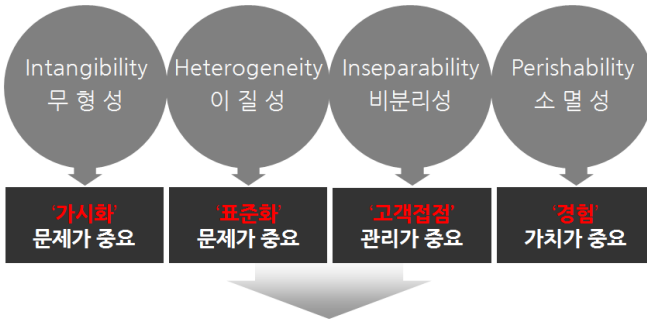 Intangibility
무 형 성
Heterogeneity
이 질 성
Inseparability
비분리성
Perishability
소 멸 성
'가시화'
문제가 중요
'표준화'
문제가 중요
'고객접점'
관리가 중요
'경험'
가치가 중요